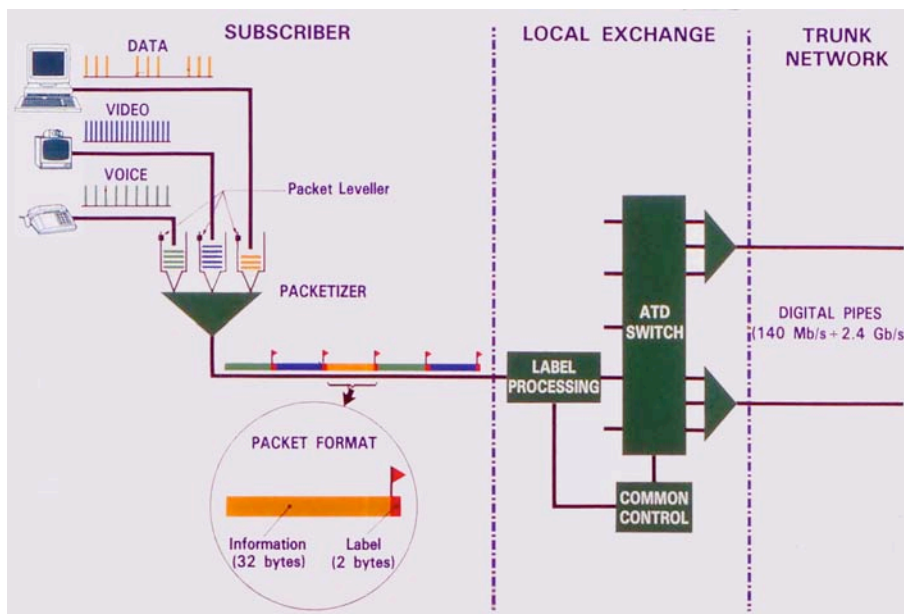 SUBSCRIBER
LOCAL EXCHANGE
TRUNK
NETWORK
DATA
VIDEO
VOICE
Packet Leveller
PACKETIZER
ATD
SWITCH
DIGITAL PIPES
(140 Mb/s÷2.4 Gb/s
LABEL
PROCESSING
PACKET FORMAT
COMMON
CONTROL
Information
(32 bytes)
Label
(2 bytes)